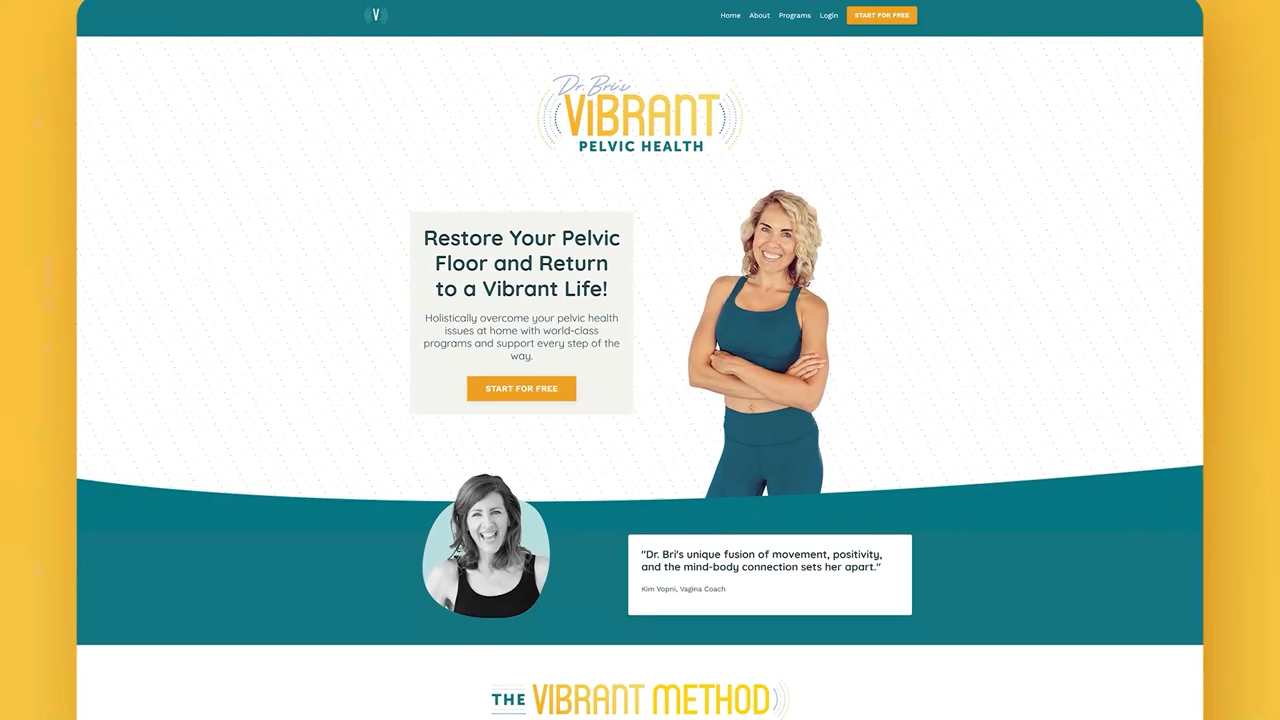 V
Home About Programs Login START FOR FREE
Dr. Bri's
VIBRANT
PELVIC HEALTH
Restore Your Pelvic
Floor and Return
to a Vibrant Life!
Holistically overcome your pelvic health
issues at home with world-class
programs and support every step of the
way.
START FOR FREE
"Dr. Bri's unique fusion of movement, positivity,
and the mind-body connection sets her apart."
Kim Vopni, Vagina Coach
THE VIBRANT METHOD